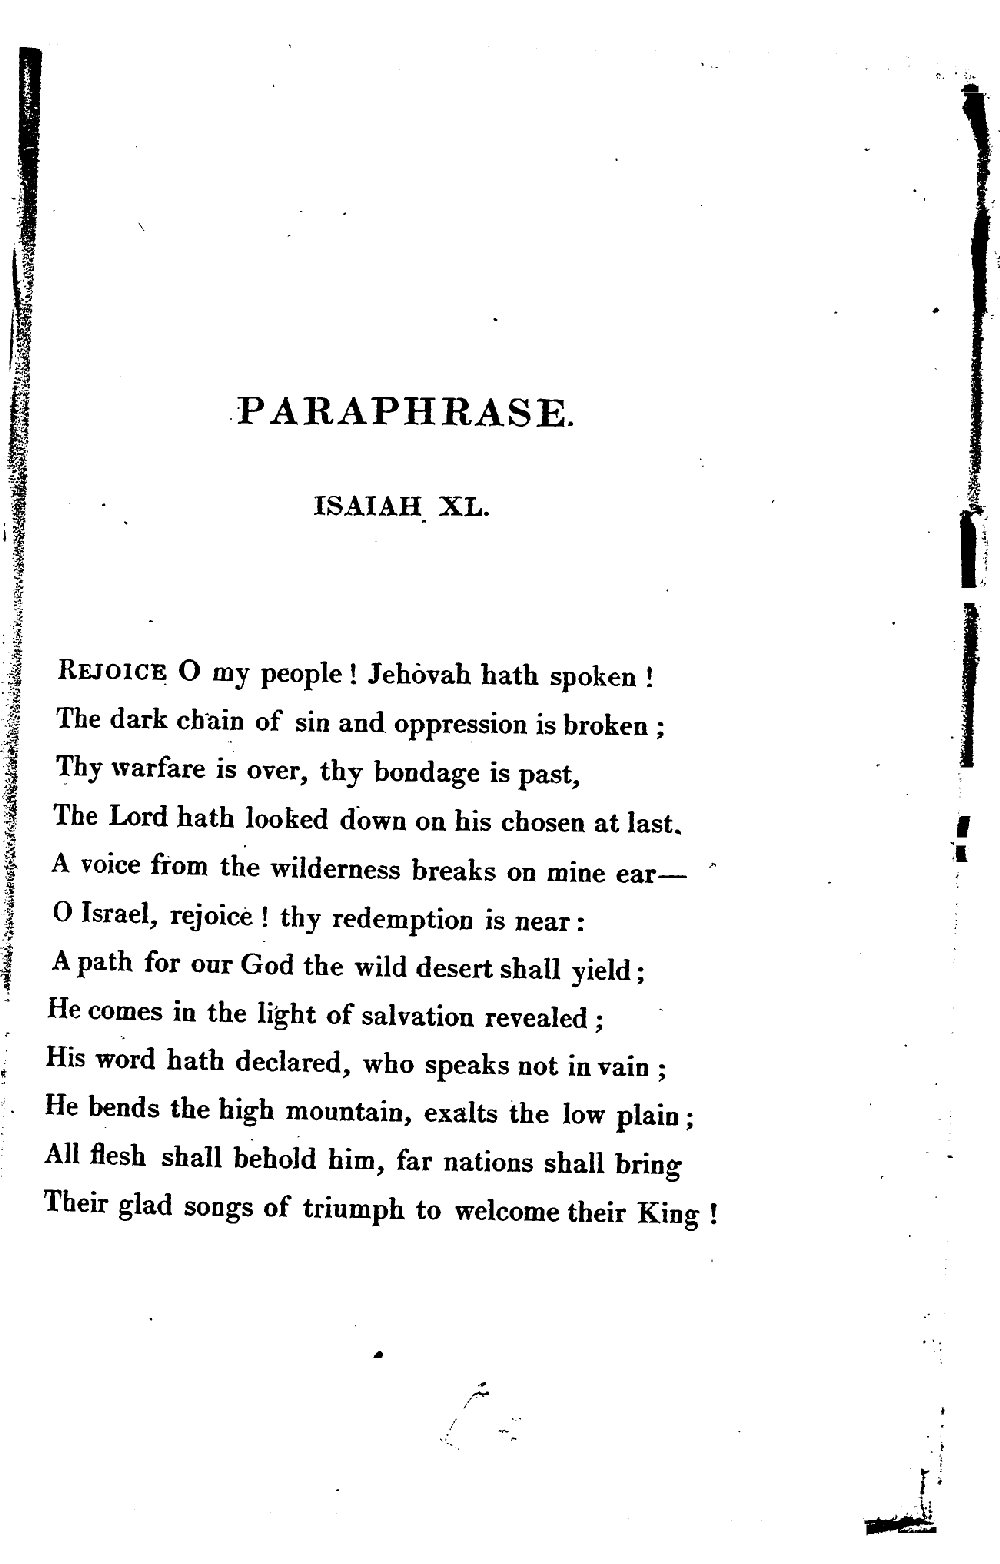 PARAPHRASE.
ISAIAH XL.
REJOICE O my people ! Jehovah hath spoken !
The dark chain of sin and oppression is broken ;
Thy warfare is over, thy bondage is past,
The Lord hath looked down on his chosen at last.
A voice from the wilderness breaks on mine ear—
O Israel, rejoice ! thy redemption is near :
A path for our God the wild desert shall yield ;
He comes in the light of salvation revealed ;
His word hath declared, who speaks not in vain ;
He bends the high mountain, exalts the low plain ;
All flesh shall behold him, far nations shall bring
Their glad songs of triumph to welcome their King !